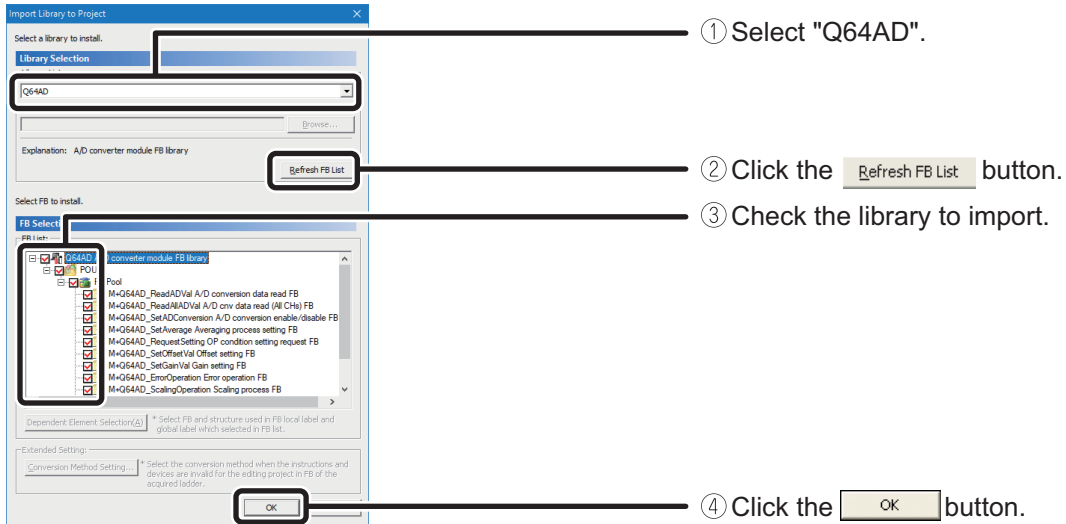 Import Library to Project
Select a library to install.
Library Selection
Q64AD
Browse...
Explanation: A/D converter module FB library
Refresh FB List
Select FB to install.
FB Selecti
FB List:
Q64AD A/D converter module FB library
POU
Pool
M+Q64AD_ReadADVal A/D conversion data read FB
M+Q64AD_ReadAllADVal A/D cnv data read (All CHs) FB
M+Q64AD_SetADConversion A/D conversion enable/disable FB
M+Q64AD_SetAverage Averaging process setting FB
M+Q64AD_RequestSetting OP condition setting request FB
M+Q64AD_SetOffsetVal Offset setting FB
M+Q64AD_SetGainVal Gain setting FB
M+Q64AD_ErrorOperation Error operation FB
M+Q64AD_ScalingOperation Scaling process FB
Dependent Element Selection(A)
* Select FB and structure used in FB local label and
global label which selected in FB list.
Extended Setting:
Conversion Method Setting...
* Select the conversion method when the instructions and
devices are invalid for the editing project in FB of the
acquired ladder.
OK
① Select "Q64AD".
② Click the Refresh FB List button.
③ Check the library to import.
④ Click the OK button.